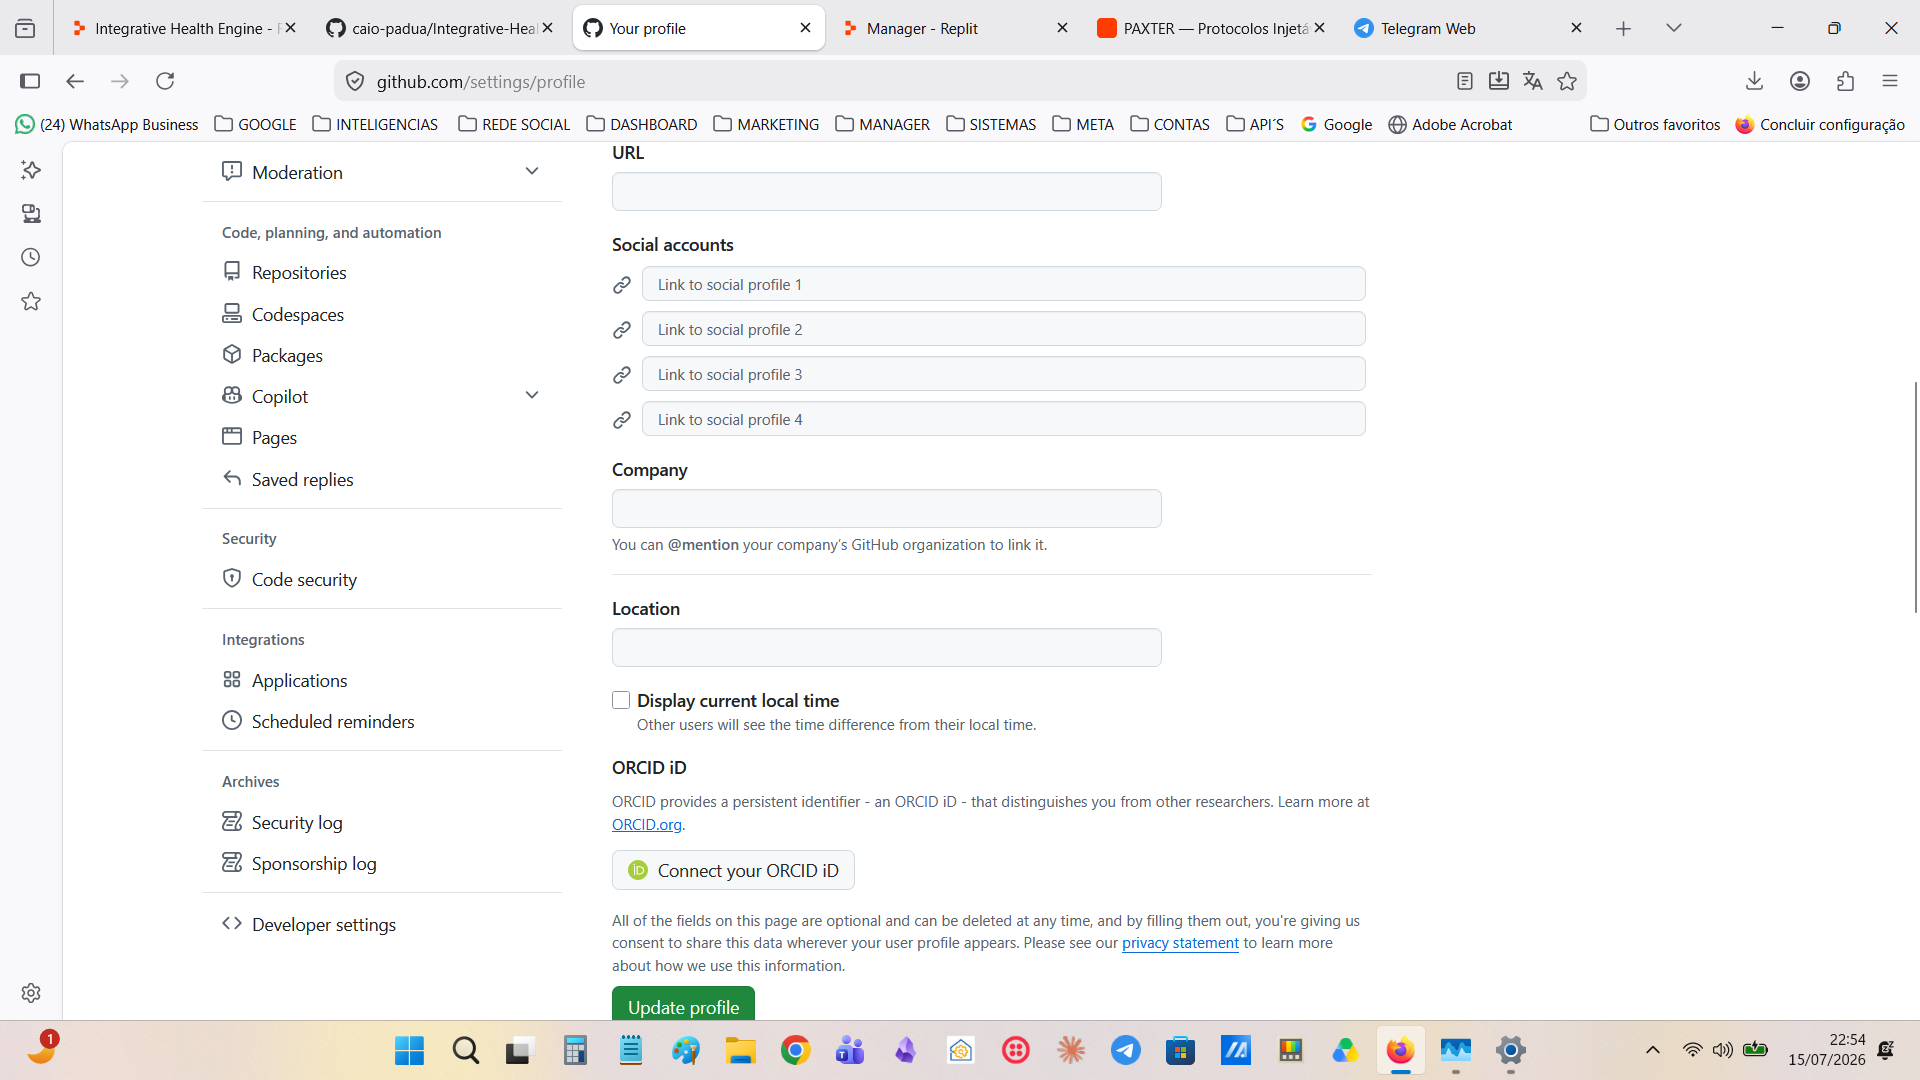 Integrative Health Engine -
caio-padua/Integrative-Heal
Your profile
Manager - Replit
PAXTER — Protocolos Injetá
Telegram Web
github.com/settings/profile
(24) WhatsApp Business
GOOGLE
INTELIGENCIAS
REDE SOCIAL
DASHBOARD
MARKETING
MANAGER
SISTEMAS
META
CONTAS
API´S
Google
Adobe Acrobat
Outros favoritos
Concluir configuração
Moderation
Code, planning, and automation
Repositories
Codespaces
Packages
Copilot
Pages
Saved replies
Security
Code security
Integrations
Applications
Scheduled reminders
Archives
Security log
Sponsorship log
Developer settings
URL
Social accounts
Link to social profile 1
Link to social profile 2
Link to social profile 3
Link to social profile 4
Company
You can @mention your company's GitHub organization to link it.
Location
Display current local time
Other users will see the time difference from their local time.
ORCID iD
ORCID provides a persistent identifier - an ORCID iD - that distinguishes you from other researchers. Learn more at
ORCID.org.
iD Connect your ORCID iD
All of the fields on this page are optional and can be deleted at any time, and by filling them out, you're giving us
consent to share this data wherever your user profile appears. Please see our privacy statement to learn more
about how we use this information.
Update profile
1
22:54
15/07/2026